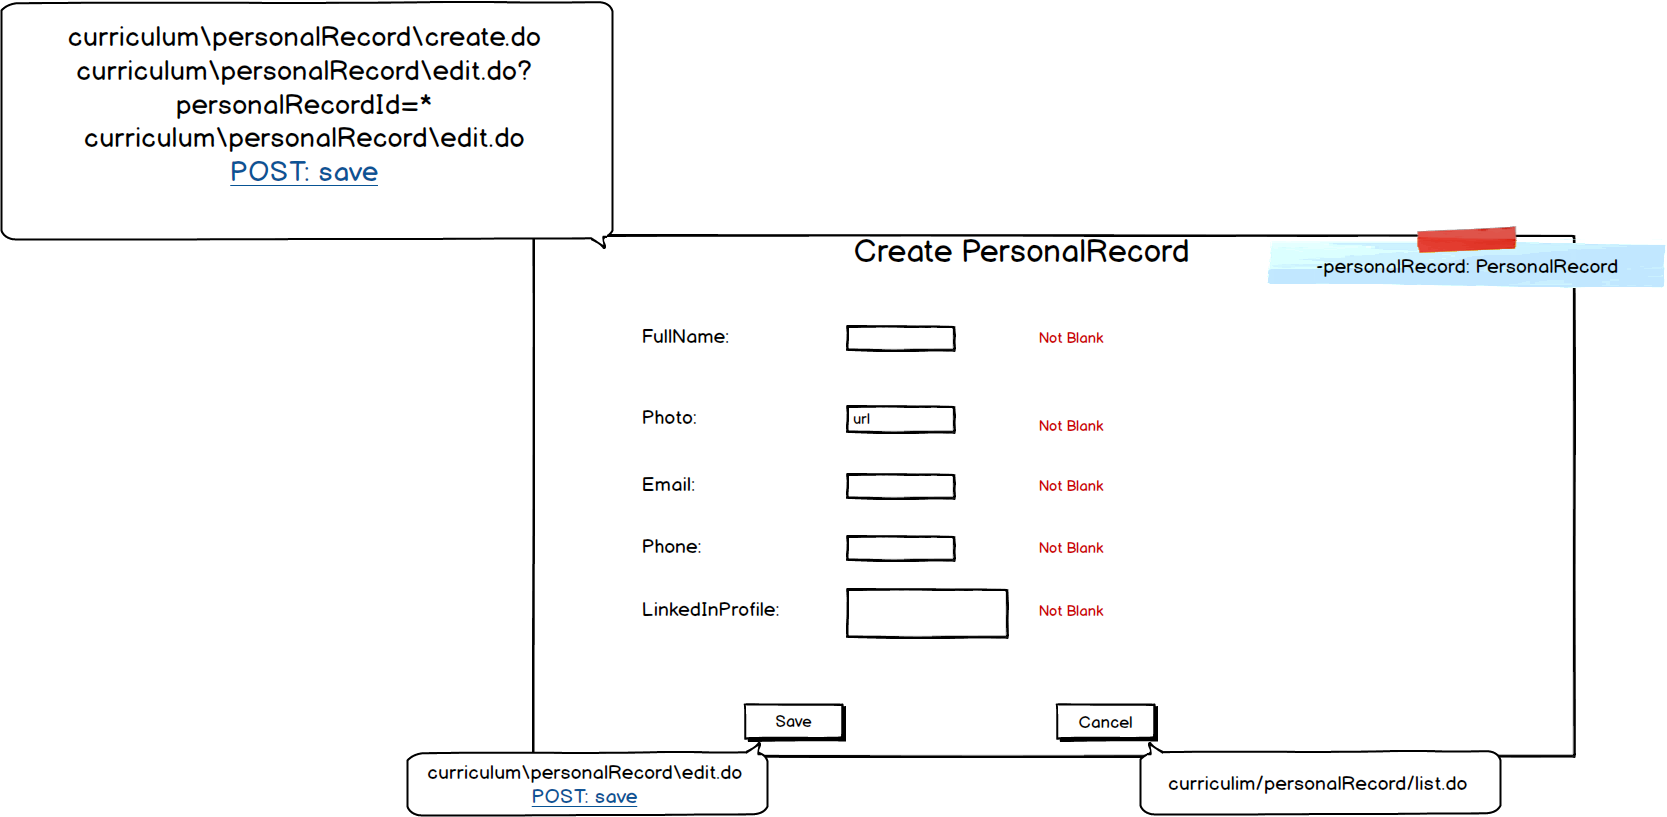 curriculum\personalRecord\create.do
curriculum\personalRecord\edit.do?
personalRecordId=*
curriculum\personalRecord\edit.do
POST: save
Create PersonalRecord
-personalRecord: PersonalRecord
FullName:
Not Blank
Photo:
url
Not Blank
Email:
Not Blank
Phone:
Not Blank
LinkedInProfile:
Not Blank
Save
Cancel
curriculum\personalRecord\edit.do
POST: save
curriculim/personalRecord/list.do